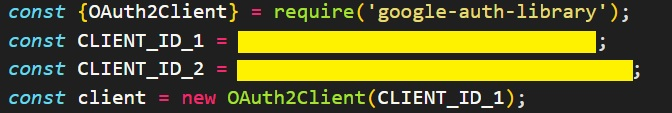 const {OAuth2Client} = require('google-auth-library');
const CLIENT_ID_1 = ;
const CLIENT_ID_2 = ;
const client = new OAuth2Client(CLIENT_ID_1);